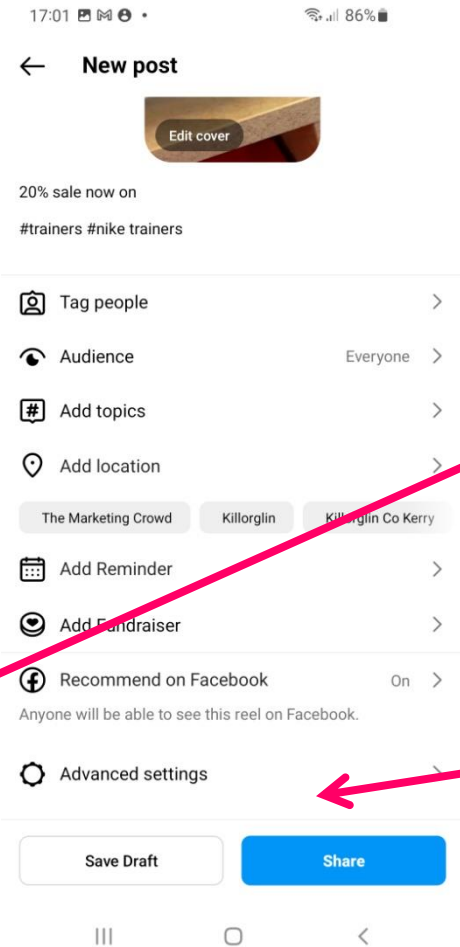 17:01 86%
New post
Edit cover
20% sale now on
#trainers #nike trainers
Tag people
Audience Everyone
Add topics
Add location
The Marketing Crowd Killorglin Killorglin Co Kerry
Add Reminder
Add Fundraiser
Recommend on Facebook On
Anyone will be able to see this reel on Facebook.
Advanced settings
Save Draft Share